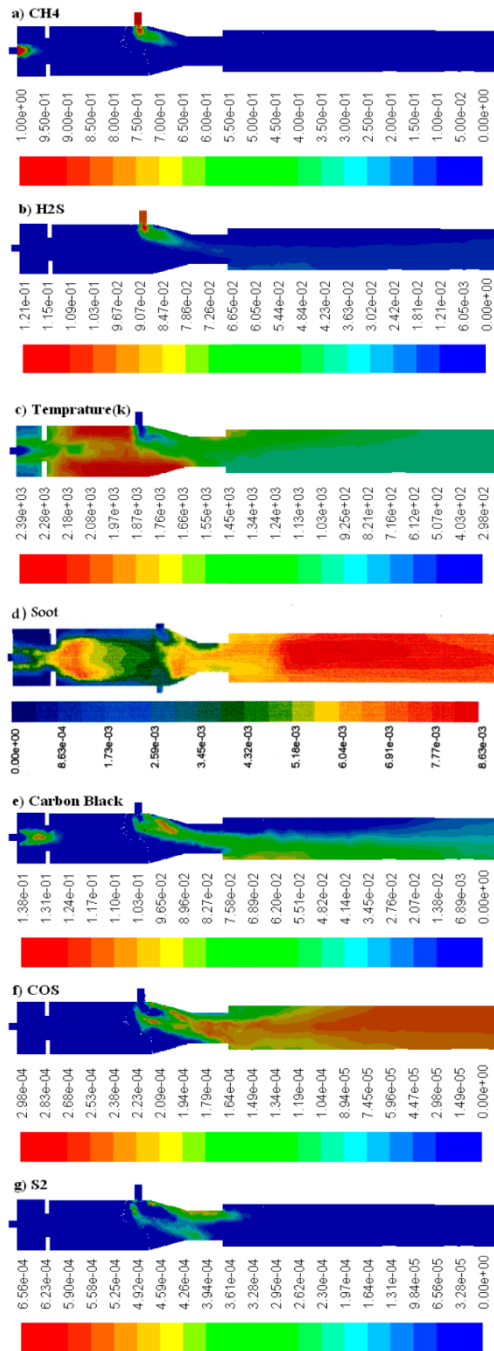 a) CH4
1.00e+00 9.50e-01 9.00e-01 8.50e-01 8.00e-01 7.50e-01 7.00e-01 6.50e-01 6.00e-01 5.50e-01 5.00e-01 4.50e-01 4.00e-01 3.50e-01 3.00e-01 2.50e-01 2.00e-01 1.50e-01 1.00e-01 5.00e-02 0.00e+00
b) H2S
1.21e-01 1.15e-01 1.09e-01 1.03e-01 9.67e-02 9.07e-02 8.47e-02 7.86e-02 7.26e-02 6.65e-02 6.05e-02 5.44e-02 4.84e-02 4.23e-02 3.63e-02 3.02e-02 2.42e-02 1.81e-02 1.21e-02 6.05e-03 0.00e+00
c) Temprature(k)
2.39e+03 2.28e+03 2.18e+03 2.08e+03 1.97e+03 1.87e+03 1.76e+03 1.66e+03 1.55e+03 1.45e+03 1.34e+03 1.24e+03 1.13e+03 1.03e+03 9.25e+02 8.21e+02 7.16e+02 6.12e+02 5.07e+02 4.03e+02 2.98e+02
d) Soot
0.00e+00 8.63e-04 1.73e-03 2.59e-03 3.45e-03 4.32e-03 5.18e-03 6.04e-03 6.91e-03 7.77e-03 8.63e-03
e) Carbon Black
1.38e-01 1.31e-01 1.24e-01 1.17e-01 1.10e-01 1.03e-01 9.65e-02 8.96e-02 8.27e-02 7.58e-02 6.89e-02 6.20e-02 5.51e-02 4.82e-02 4.14e-02 3.45e-02 2.76e-02 2.07e-02 1.38e-02 6.89e-03 0.00e+00
f) COS
2.98e-04 2.83e-04 2.68e-04 2.53e-04 2.38e-04 2.23e-04 2.09e-04 1.94e-04 1.79e-04 1.64e-04 1.49e-04 1.34e-04 1.19e-04 1.04e-04 8.94e-05 7.45e-05 5.96e-05 4.47e-05 2.98e-05 1.49e-05 0.00e+00
g) S2
6.56e-04 6.23e-04 5.90e-04 5.58e-04 5.25e-04 4.92e-04 4.59e-04 4.26e-04 3.94e-04 3.61e-04 3.28e-04 2.95e-04 2.62e-04 2.30e-04 1.97e-04 1.64e-04 1.31e-04 9.84e-05 6.56e-05 3.28e-05 0.00e+00